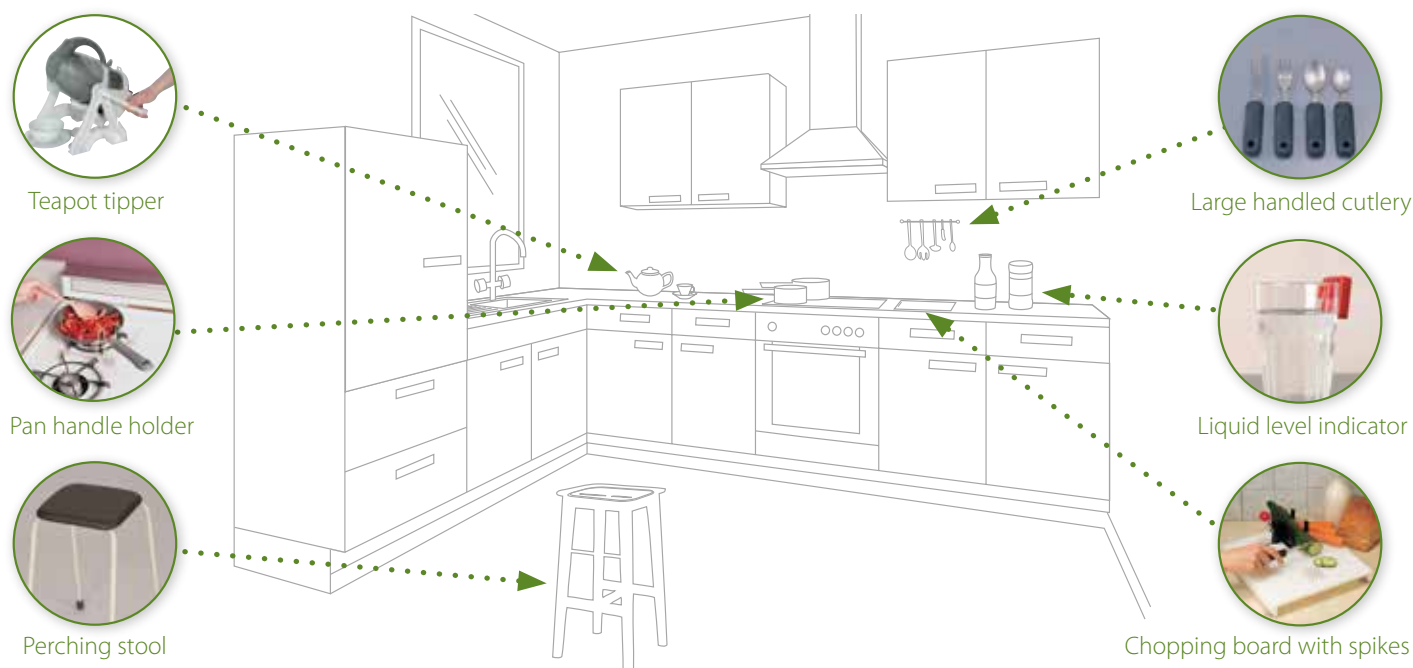 Teapot tipper
Pan handle holder
Perching stool
Large handled cutlery
Liquid level indicator
Chopping board with spikes